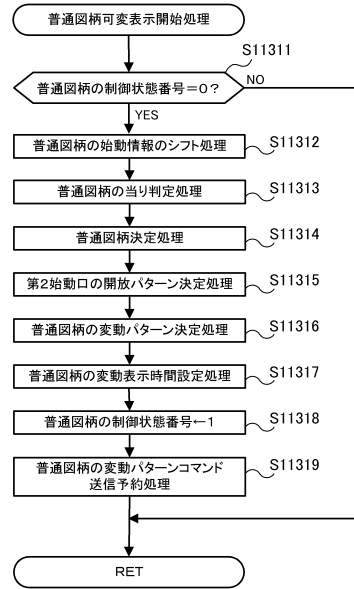 普通図柄可変表示開始処理
S11311
普通図柄の制御状態番号=0?
NO
YES
普通図柄の始動情報のシフト処理
S11312
普通図柄の当り判定処理
S11313
普通図柄決定処理
S11314
第2始動口の開放パターン決定処理
S11315
普通図柄の変動パターン決定処理
S11316
普通図柄の変動表示時間設定処理
S11317
普通図柄の制御状態番号←1
S11318
普通図柄の変動パターンコマンド
送信予約処理
S11319
RET